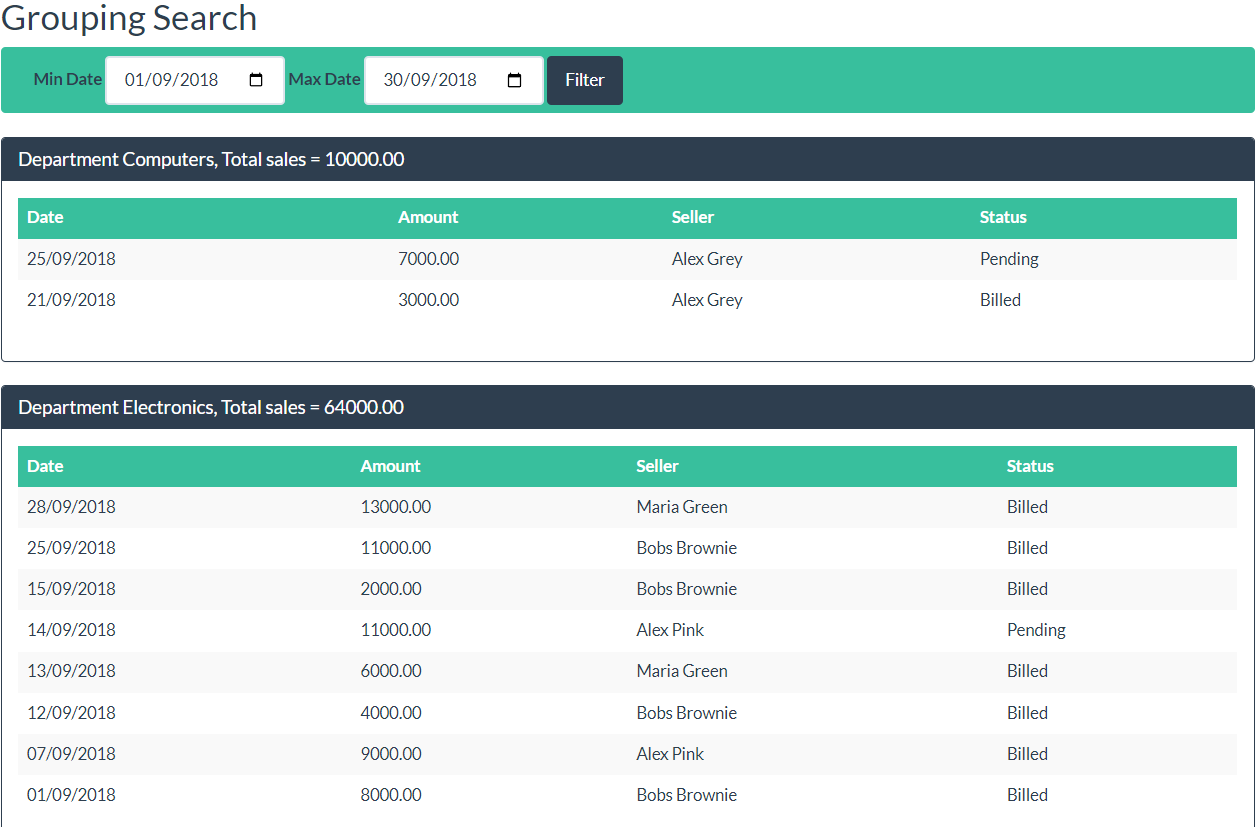 Grouping Search
Min Date 01/09/2018 Max Date 30/09/2018 Filter
Department Computers, Total sales = 10000.00
Date Amount Seller Status
25/09/2018 7000.00 Alex Grey Pending
21/09/2018 3000.00 Alex Grey Billed
Department Electronics, Total sales = 64000.00
Date Amount Seller Status
28/09/2018 13000.00 Maria Green Billed
25/09/2018 11000.00 Bobs Brownie Billed
15/09/2018 2000.00 Bobs Brownie Billed
14/09/2018 11000.00 Alex Pink Pending
13/09/2018 6000.00 Maria Green Billed
12/09/2018 4000.00 Bobs Brownie Billed
07/09/2018 9000.00 Alex Pink Billed
01/09/2018 8000.00 Bobs Brownie Billed